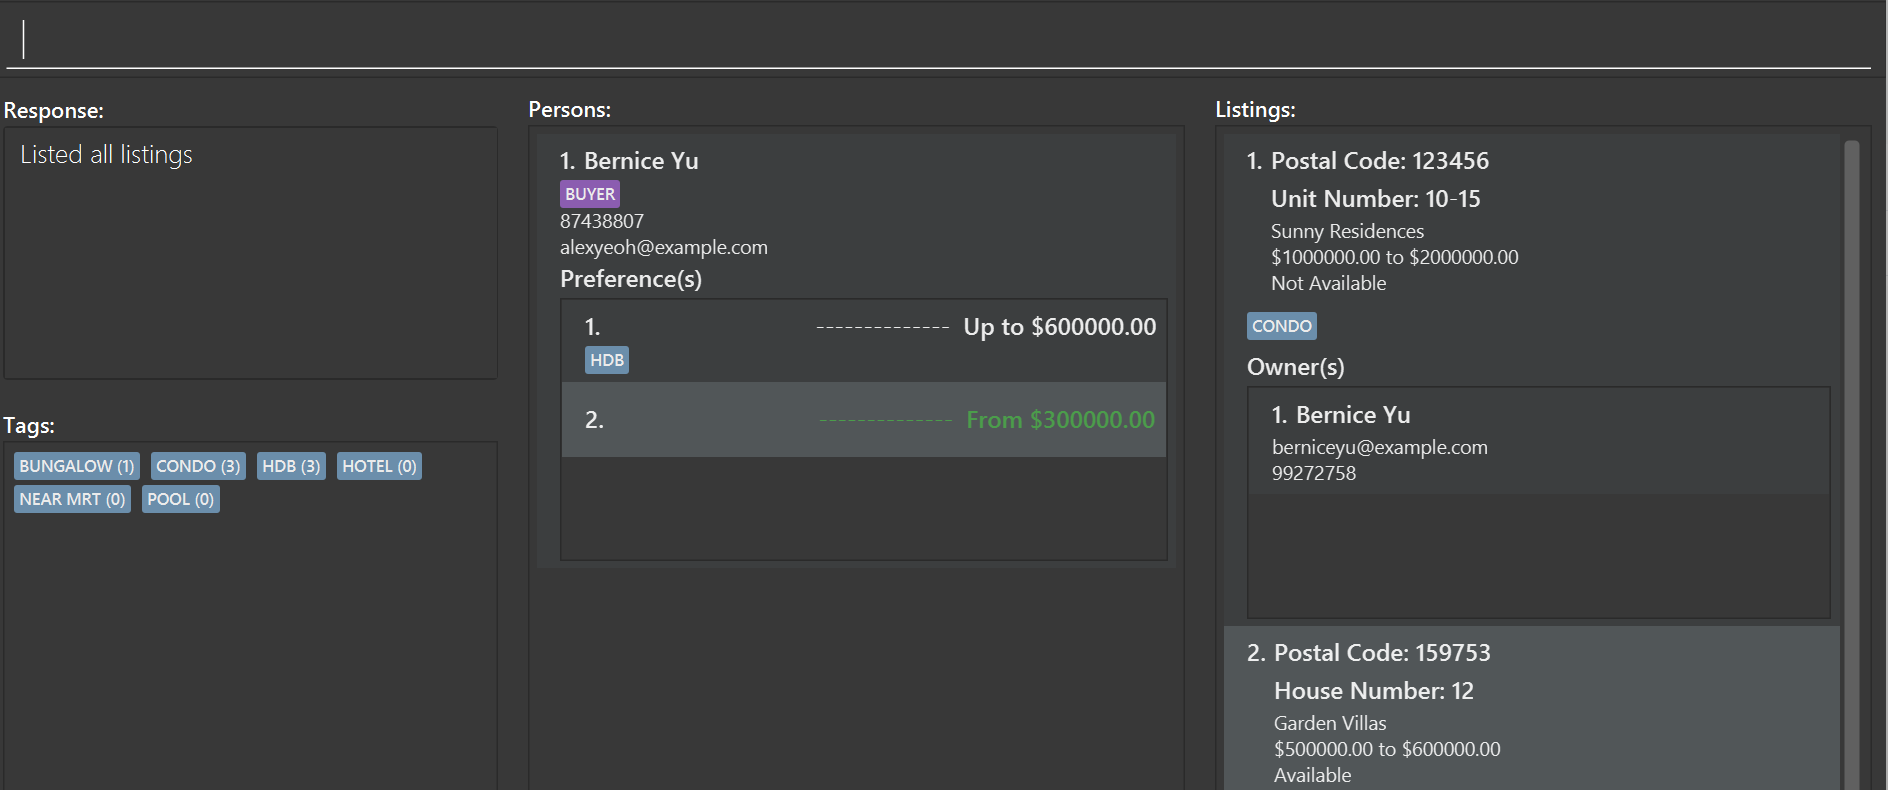 Response:
Listed all listings
Tags:
BUNGALOW (1) CONDO (3) HDB (3) HOTEL (0)
NEAR MRT (0) POOL (0)
Persons:
1. Bernice Yu
BUYER
87438807
alexyeoh@example.com
Preference(s)
1. -------------- Up to $600000.00
HDB
2. -------------- From $300000.00
Listings:
1. Postal Code: 123456
Unit Number: 10-15
Sunny Residences
$1000000.00 to $2000000.00
Not Available
CONDO
Owner(s)
1. Bernice Yu
berniceyu@example.com
99272758
2. Postal Code: 159753
House Number: 12
Garden Villas
$500000.00 to $600000.00
Available